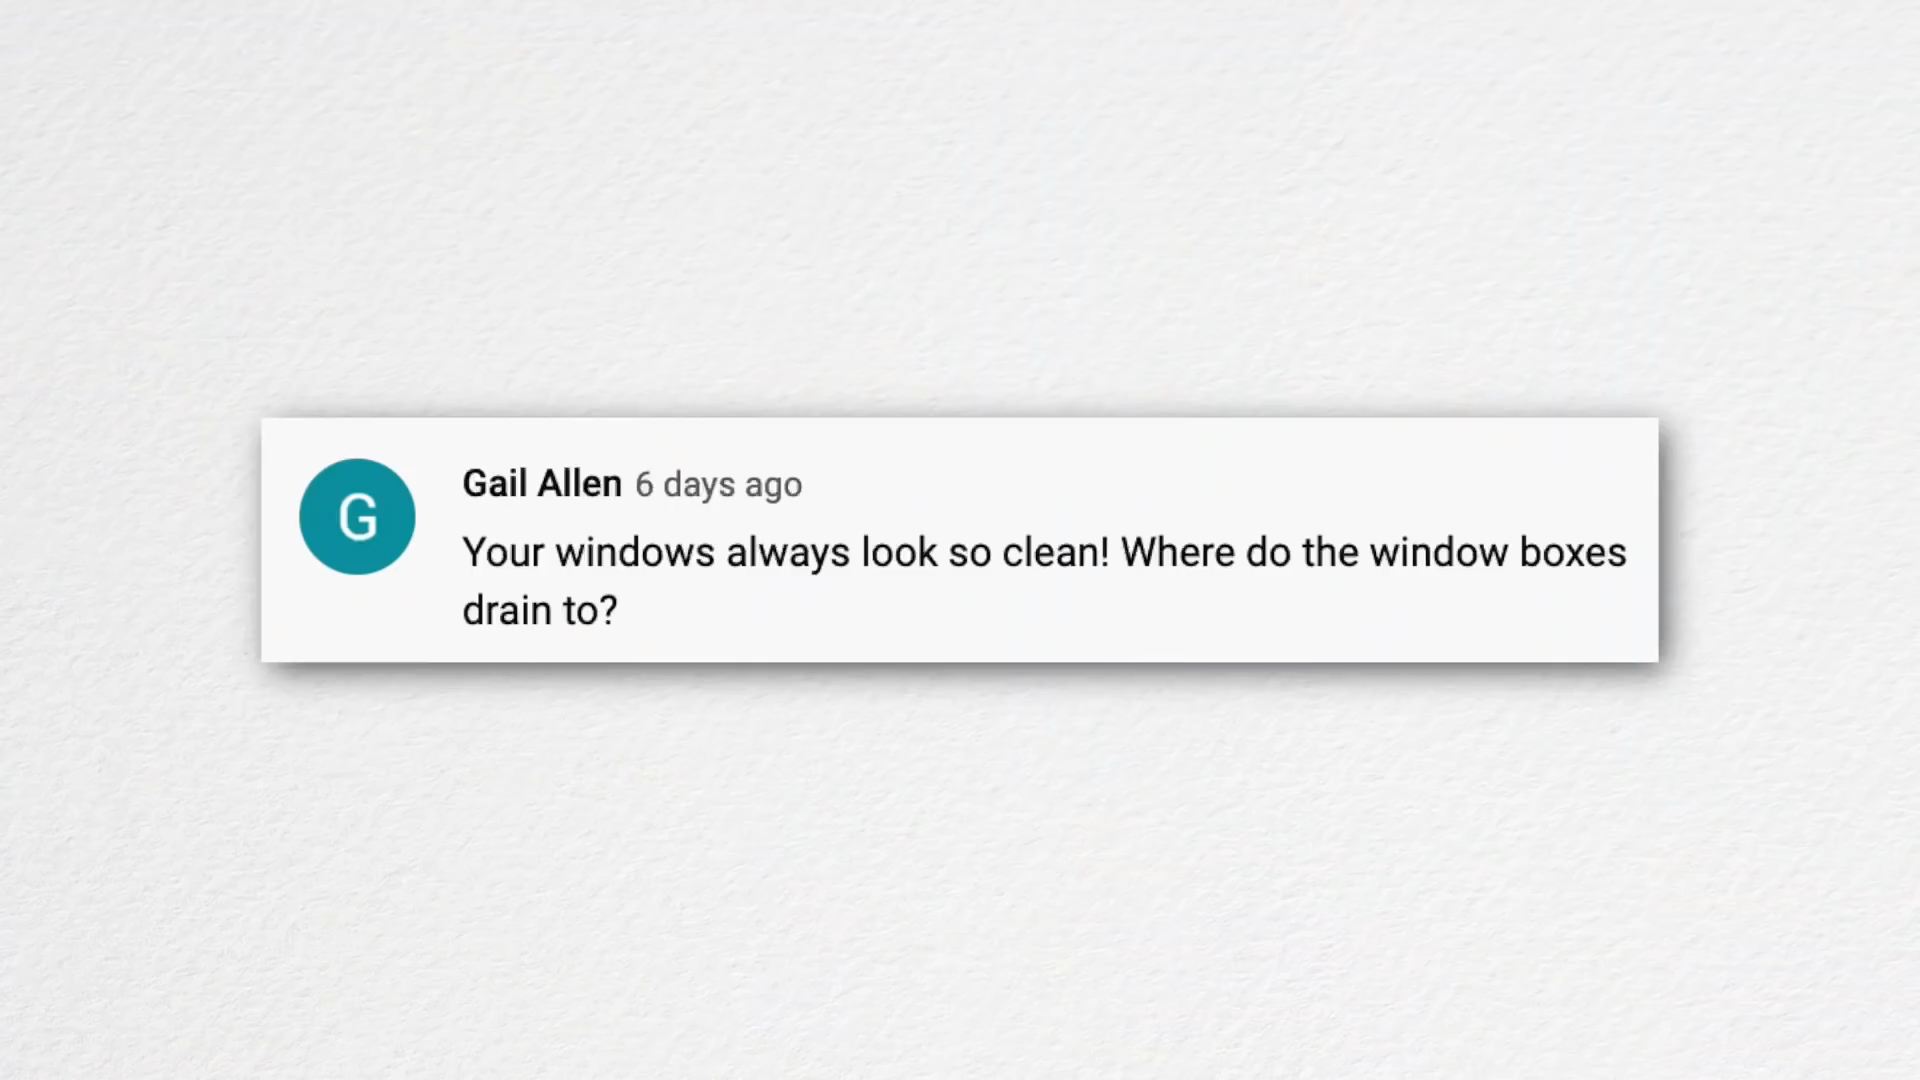 G
Gail Allen 6 days ago
Your windows always look so clean! Where do the window boxes
drain to?